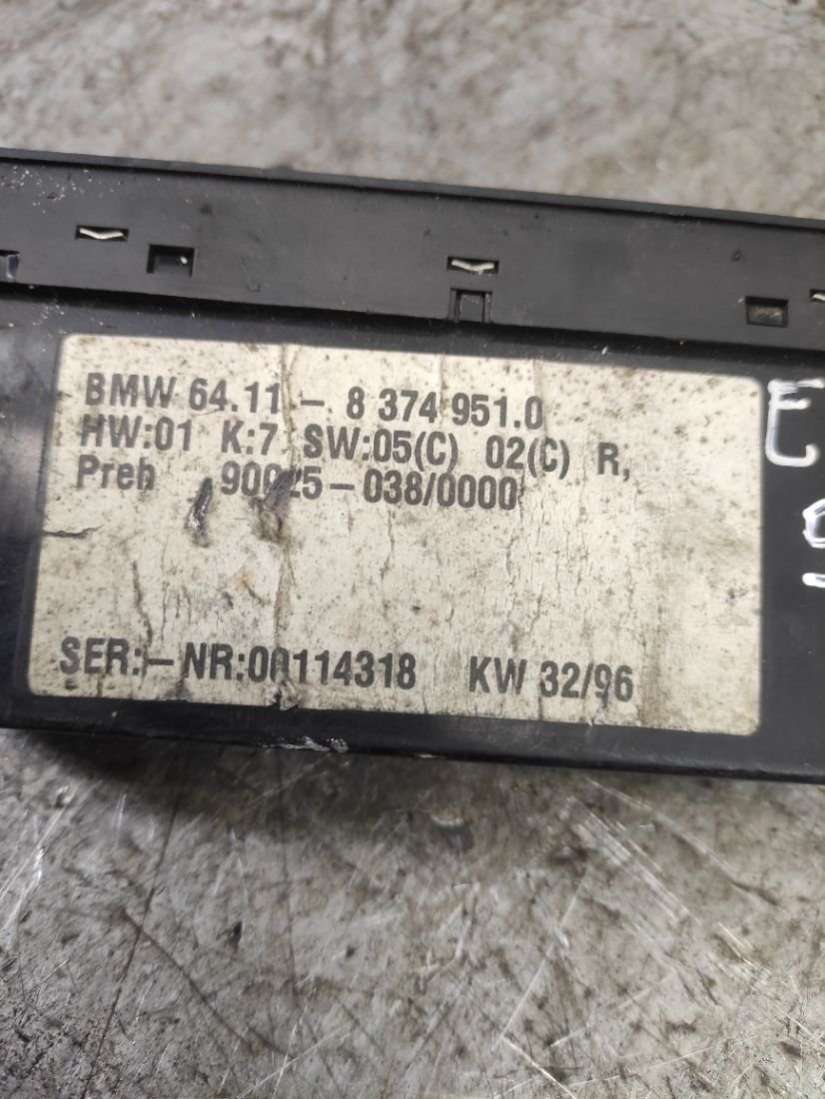 BMW 64.11 - 8 374 951.0
HW:01 K:7 SW:05(C) 02(C) R,
Preh 90025-038/0000
SER:-NR:00114318 KW 32/96
E